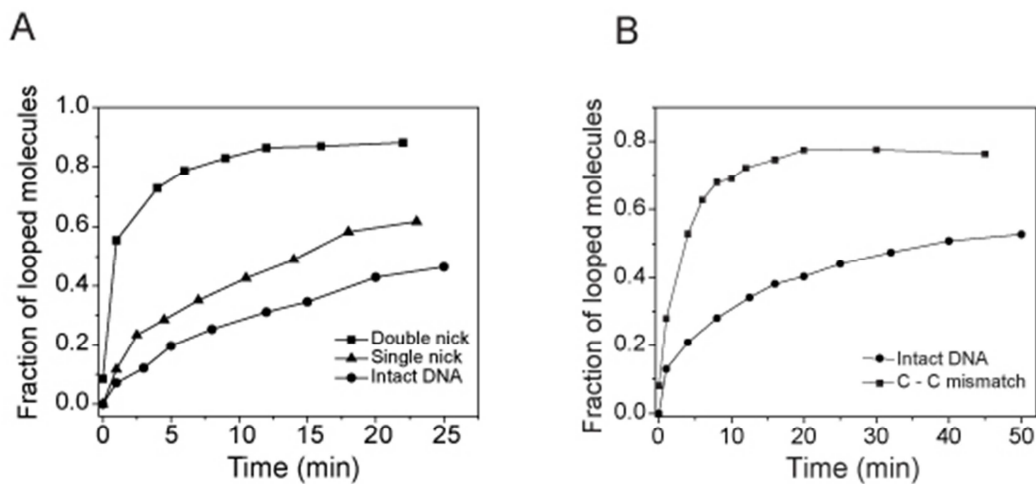 A
Fraction of looped molecules
1.0
0.8
0.6
0.4
0.2
0.0
Double nick
Single nick
Intact DNA
0 5 10 15 20 25
Time (min)
B
Fraction of looped molecules
0.8
0.6
0.4
0.2
0.0
Intact DNA
C - C mismatch
0 10 20 30 40 50
Time (min)